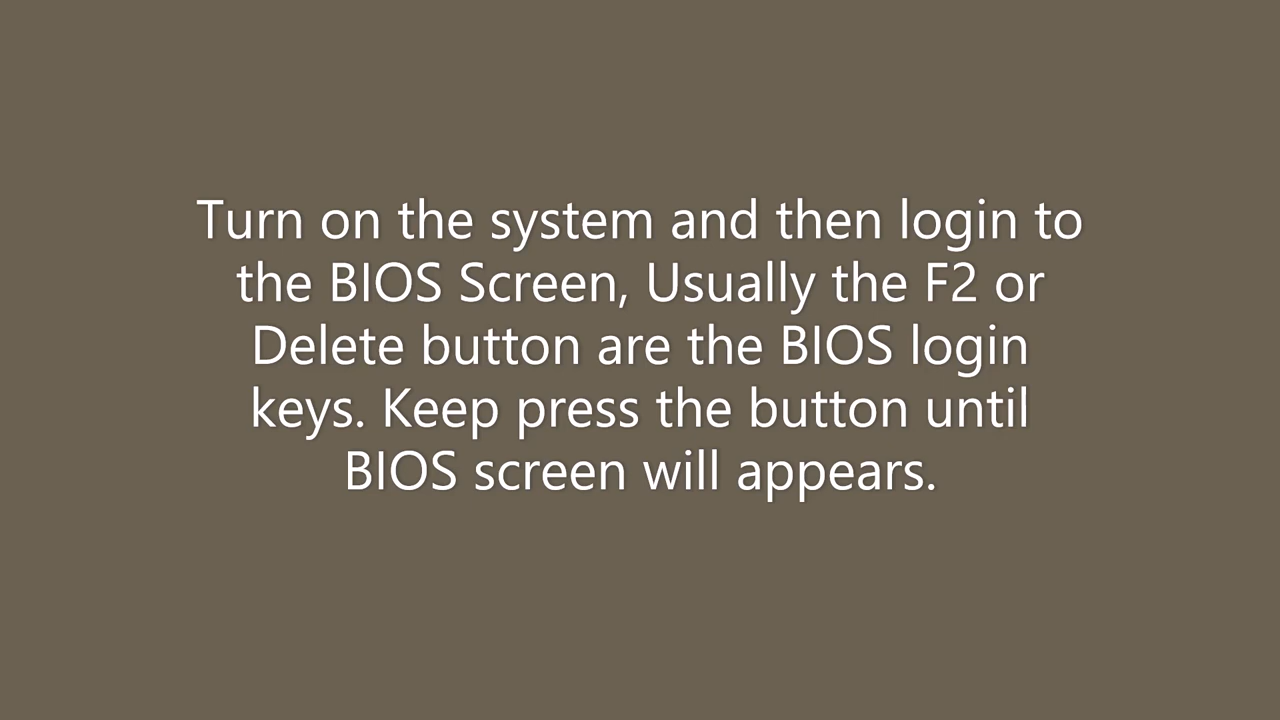 Turn on the system and then login to
the BIOS Screen, Usually the F2 or
Delete button are the BIOS login
keys. Keep press the button until
BIOS screen will appears.